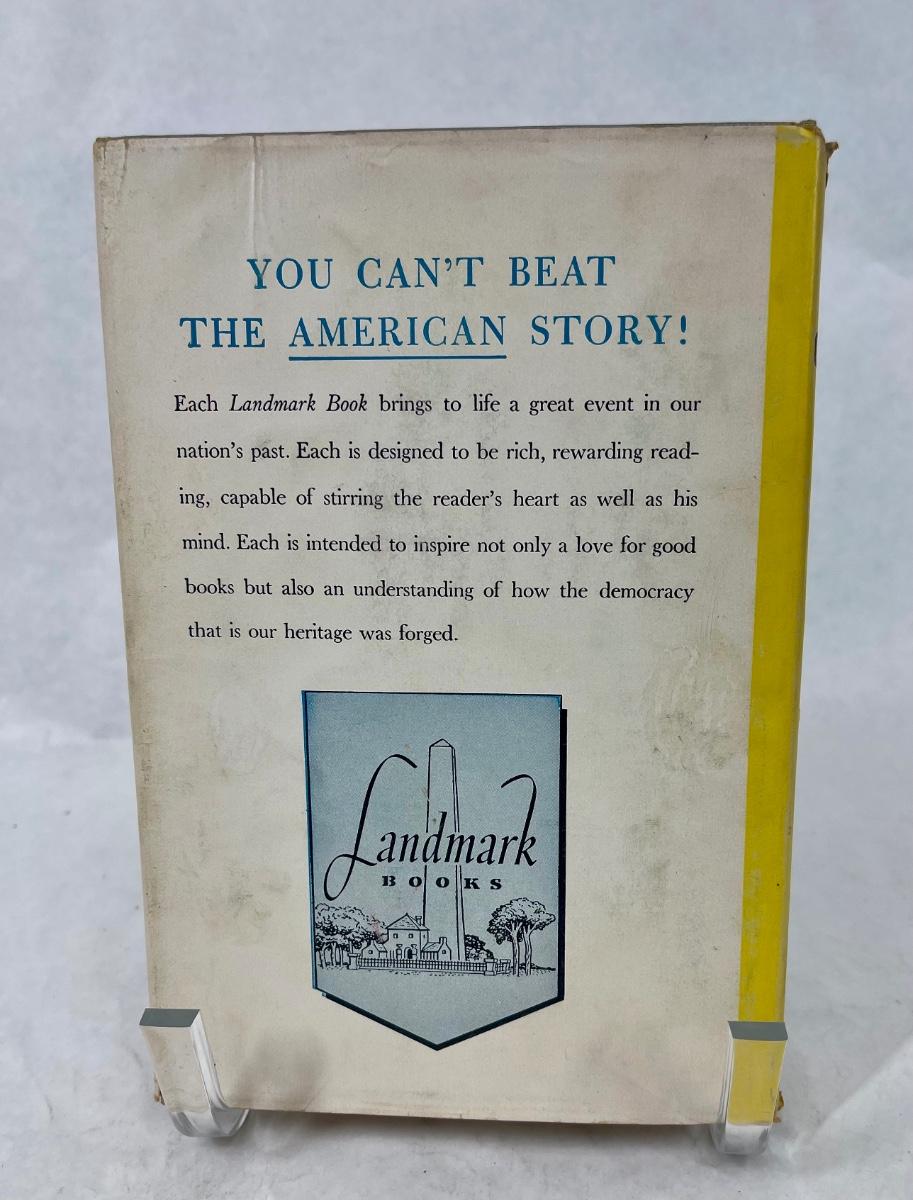 YOU CAN'T BEAT
THE AMERICAN STORY!
Each Landmark Book brings to life a great event in our
nation's past. Each is designed to be rich, rewarding read-
ing, capable of stirring the reader's heart as well as his
mind. Each is intended to inspire not only a love for good
books but also an understanding of how the democracy
that is our heritage was forged.
Landmark
BOOKS